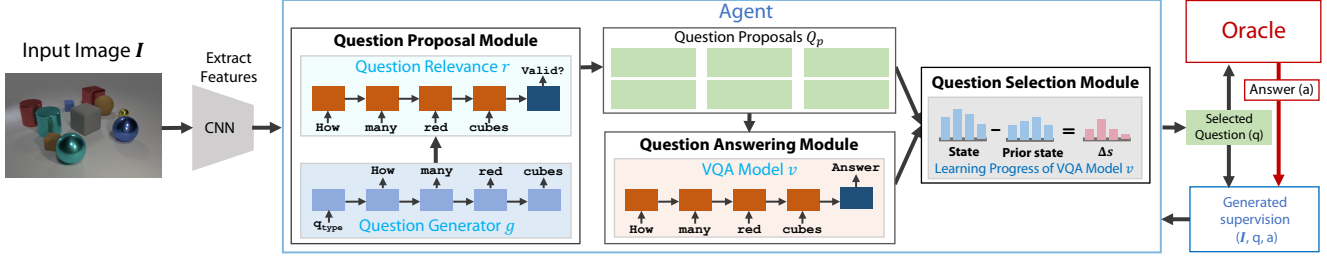 Agent
Input Image I
Extract
Features
CNN
Question Proposal Module
Question Relevance r
Valid?
How many red cubes
How many red cubes
q_type
Question Generator g
Question Proposals Q_p
Question Answering Module
VQA Model v
Answer
How many red cubes
Question Selection Module
State − Prior state = Δs
Learning Progress of VQA Model v
Oracle
Answer (a)
Selected
Question (q)
Generated
supervision
(I, q, a)